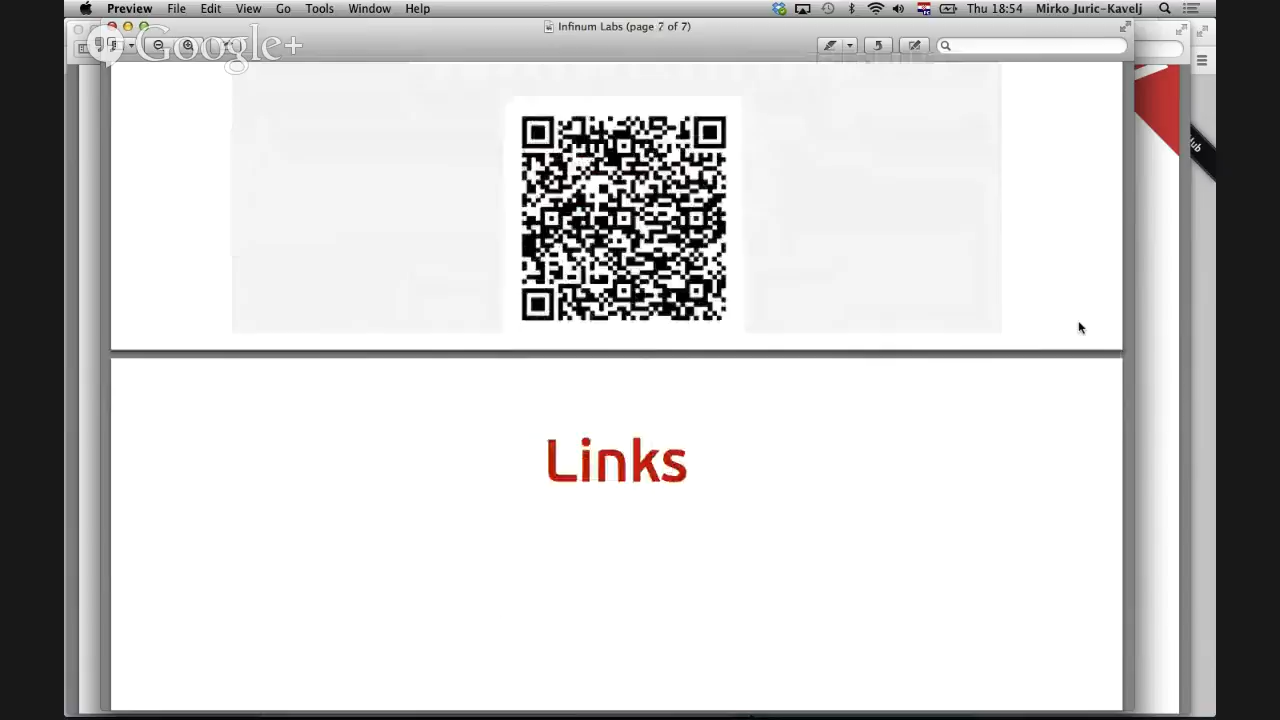 Preview File Edit View Go Tools Window Help Thu 18:54 Mirko Juric-Kavelj
Infinum Labs (page 7 of 7)
Google+
Links